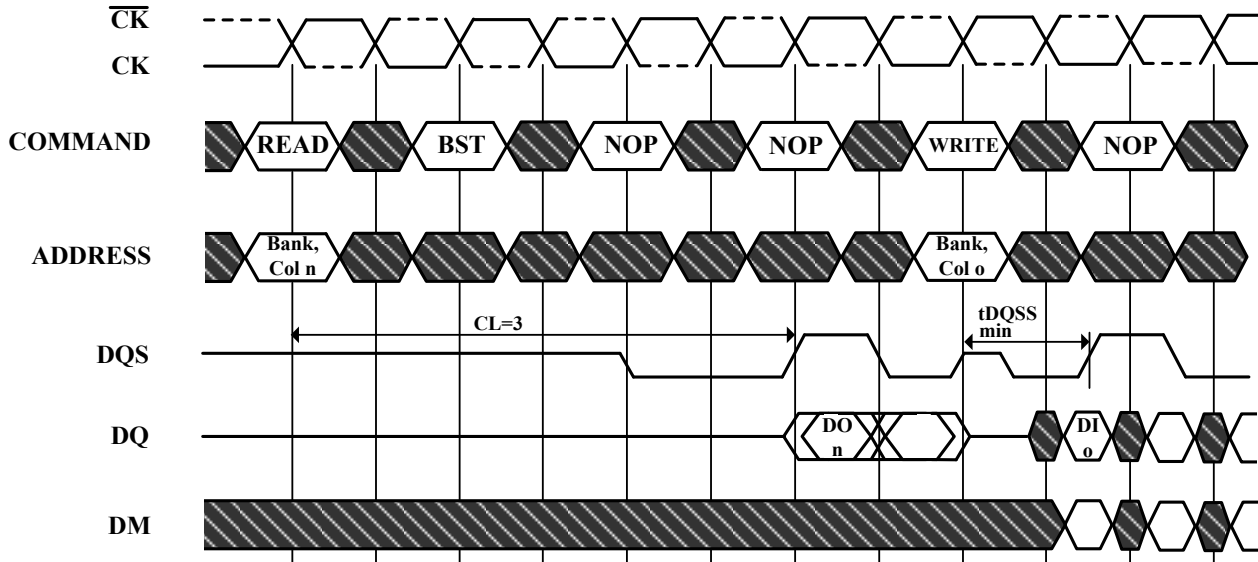 CK
CK
COMMAND
READ
BST
NOP
NOP
WRITE
NOP
ADDRESS
Bank,
Col n
Bank,
Col o
DQS
CL=3
tDQSS
min
DQ
DO
n
DI
o
DM